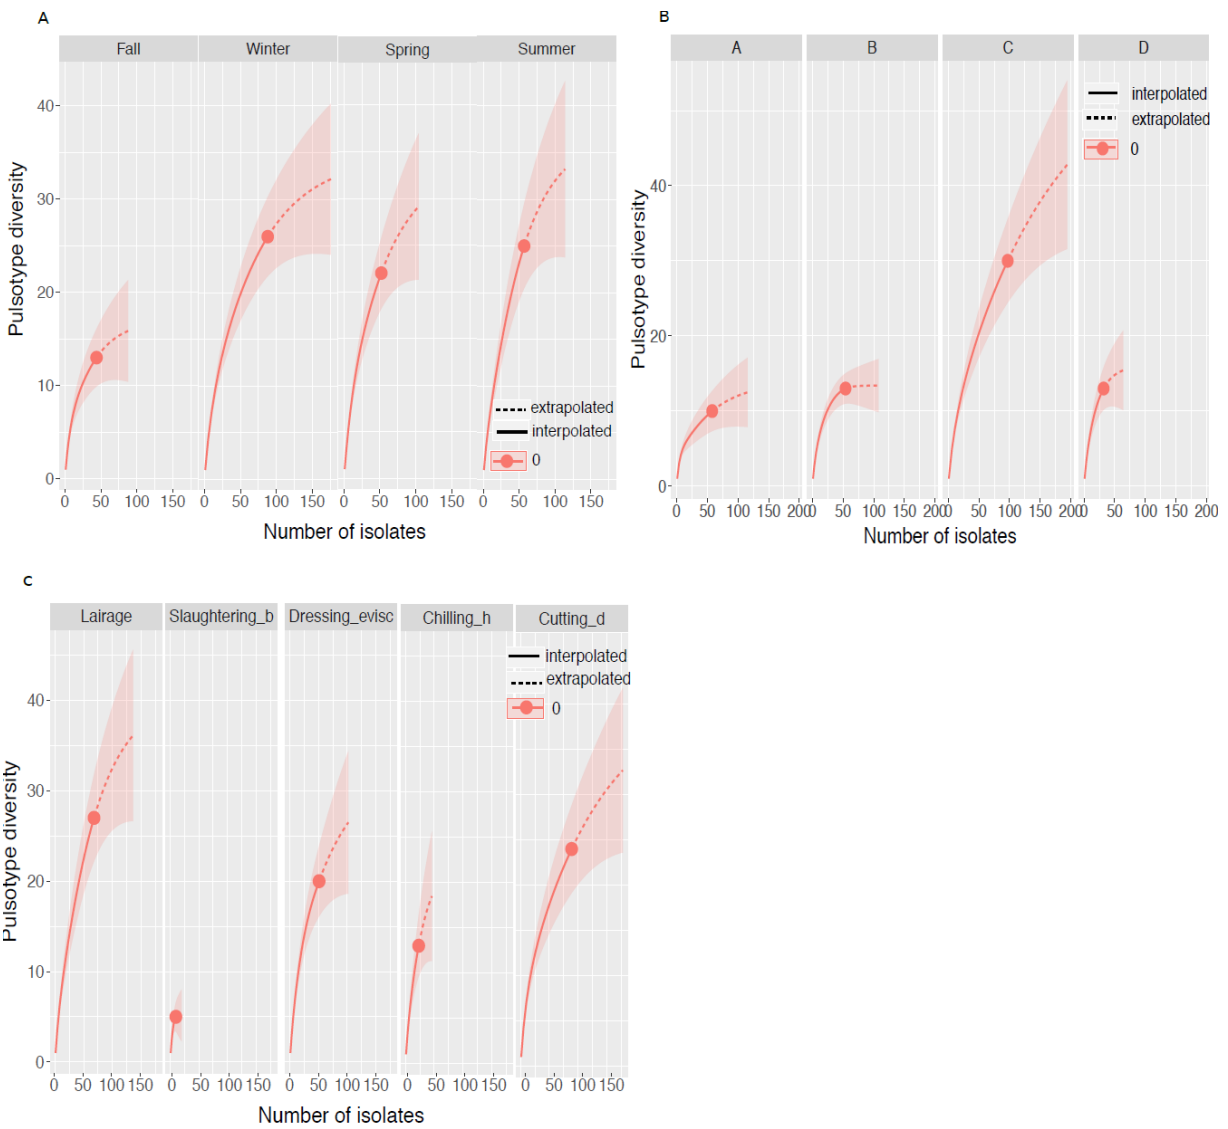 A
Fall Winter Spring Summer
40
30
20
10
0
Pulsotype diversity
extrapolated
interpolated
0
0 50 100 150 0 50 100 150 0 50 100 150 0 50 100 150
Number of isolates
B
A B C D
interpolated
extrapolated
0
40
20
0
Pulsotype diversity
0 50 100 150 200 0 50 100 150 200 0 50 100 150 200 0 50 100 150 200
Number of isolates
C
Lairage Slaughtering_b Dressing_evisc Chilling_h Cutting_d
interpolated
extrapolated
0
40
30
20
10
0
Pulsotype diversity
0 50 100 150 0 50 100 150 0 50 100 150 0 50 100 150 0 50 100 150
Number of isolates